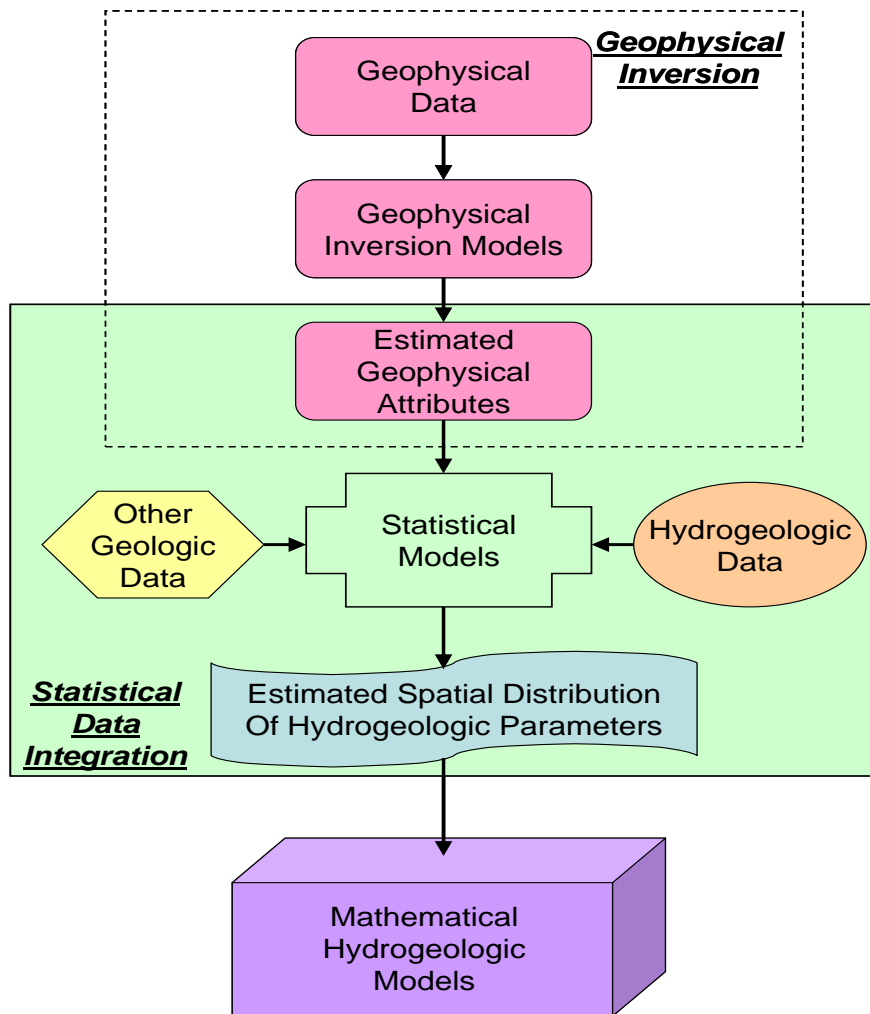 Geophysical
Inversion
Geophysical
Data
Geophysical
Inversion Models
Estimated
Geophysical
Attributes
Other
Geologic
Data
Statistical
Models
Hydrogeologic
Data
Statistical
Data
Integration
Estimated Spatial Distribution
Of Hydrogeologic Parameters
Mathematical
Hydrogeologic
Models